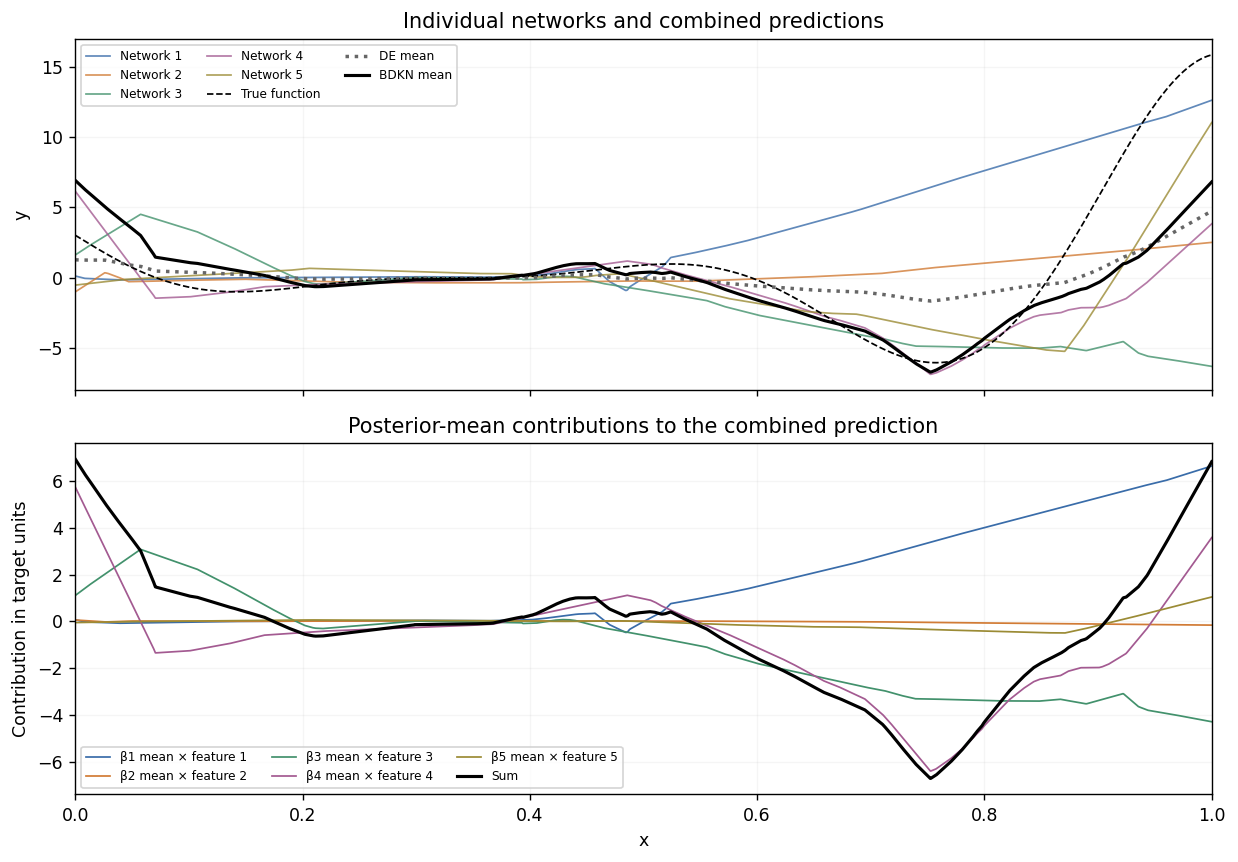 Individual networks and combined predictions
Network 1
Network 2
Network 3
Network 4
Network 5
True function
DE mean
BDKN mean
15
10
5
0
−5
y
Posterior-mean contributions to the combined prediction
6
4
2
0
−2
−4
−6
Contribution in target units
β1 mean × feature 1
β2 mean × feature 2
β3 mean × feature 3
β4 mean × feature 4
β5 mean × feature 5
Sum
0.0 0.2 0.4 0.6 0.8 1.0
x